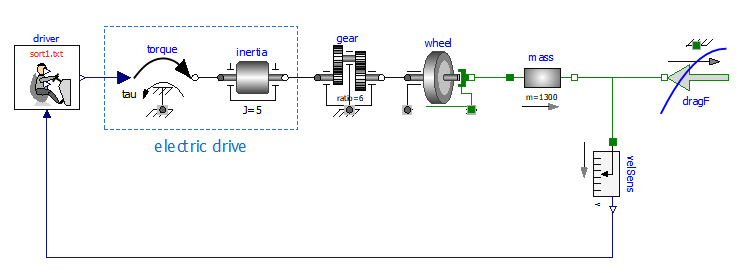 driver
sort1.txt
torque
tau
inertia
J=5
electric drive
gear
ratio=6
wheel
mass
m=1300
dragF
velSens
v